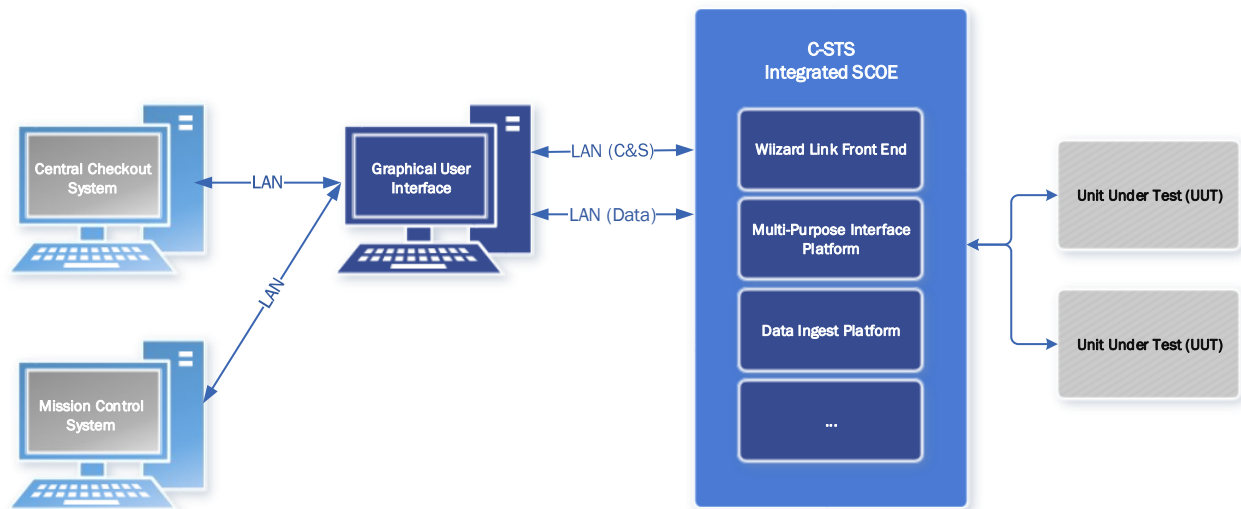 C-STS
Integrated SCOE
Central Checkout
System
LAN
Graphical User
Interface
LAN (C&S)
LAN (Data)
Wiizard Link Front End
Multi-Purpose Interface
Platform
Data Ingest Platform
...
Unit Under Test (UUT)
Unit Under Test (UUT)
LAN
Mission Control
System